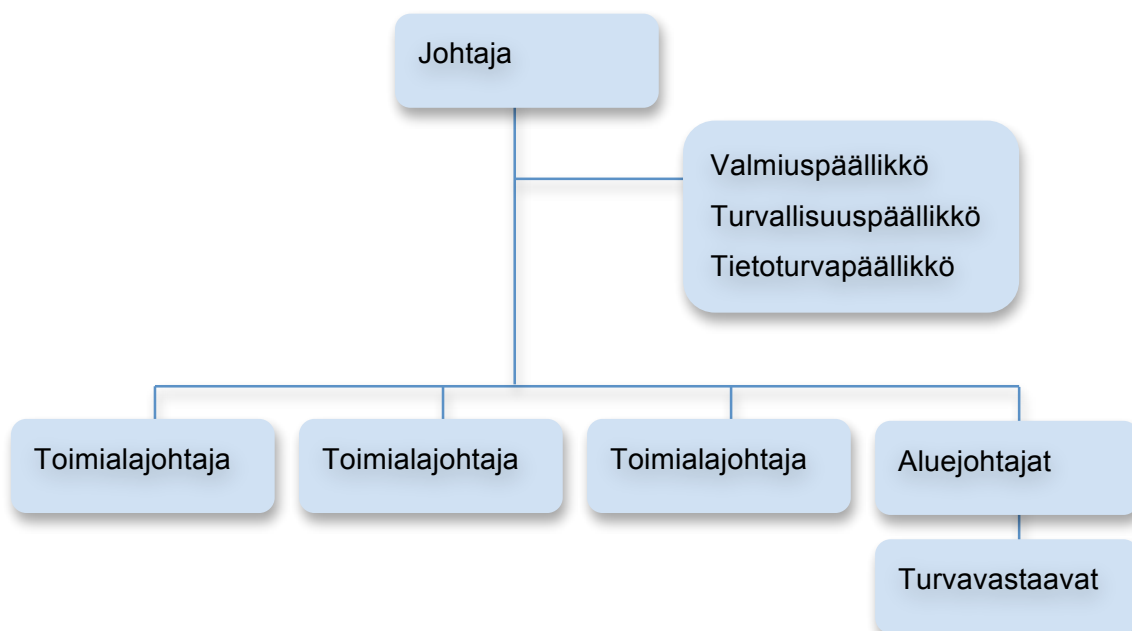 Johtaja
Valmiuspäällikkö
Turvallisuuspäällikkö
Tietoturvapäällikkö
Toimialajohtaja
Toimialajohtaja
Toimialajohtaja
Aluejohtajat
Turvavastaavat